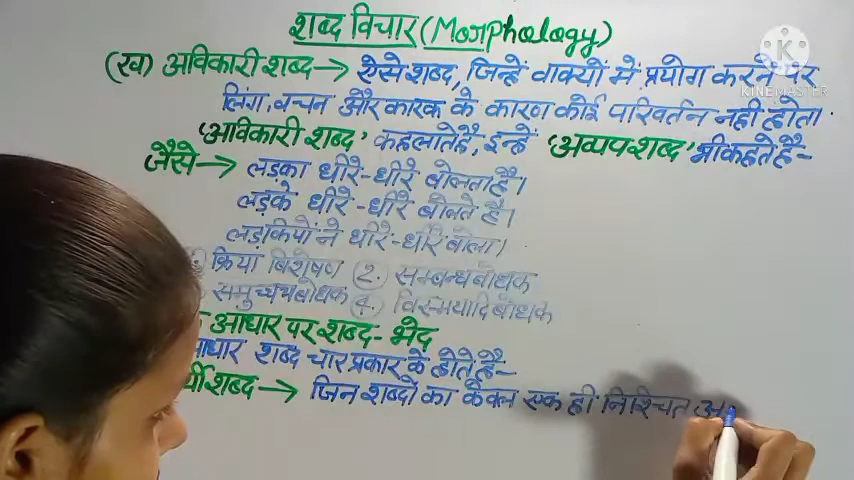 शब्द विचार (Morphology)
(ख) अविकारी शब्द → ऐसे शब्द, जिन्हें वाक्यों में प्रयोग करने पर
लिंग, वचन और कारक के कारण कोई परिवर्तन नही होता.
'अविकारी शब्द' कहलाते है, इन्हें 'अव्यप शब्द' भी कहते है-
जैसे → लड़का धीरे-धीरे बोलता है।
लड़के धीरे-धीरे बोलते है।
लड़किपों ने धीरे-धीरे बोला।
क्रिया विशेषण 2. सम्बन्ध बोधक
समुच्चयबोधक 4. विस्मयादि बोधक
आधार पर शब्द-भेद
आधार शब्द चार प्रकार के होते है-
शब्द → जिन शब्दों का केवल एक ही निश्चित अ
KINEMASTER